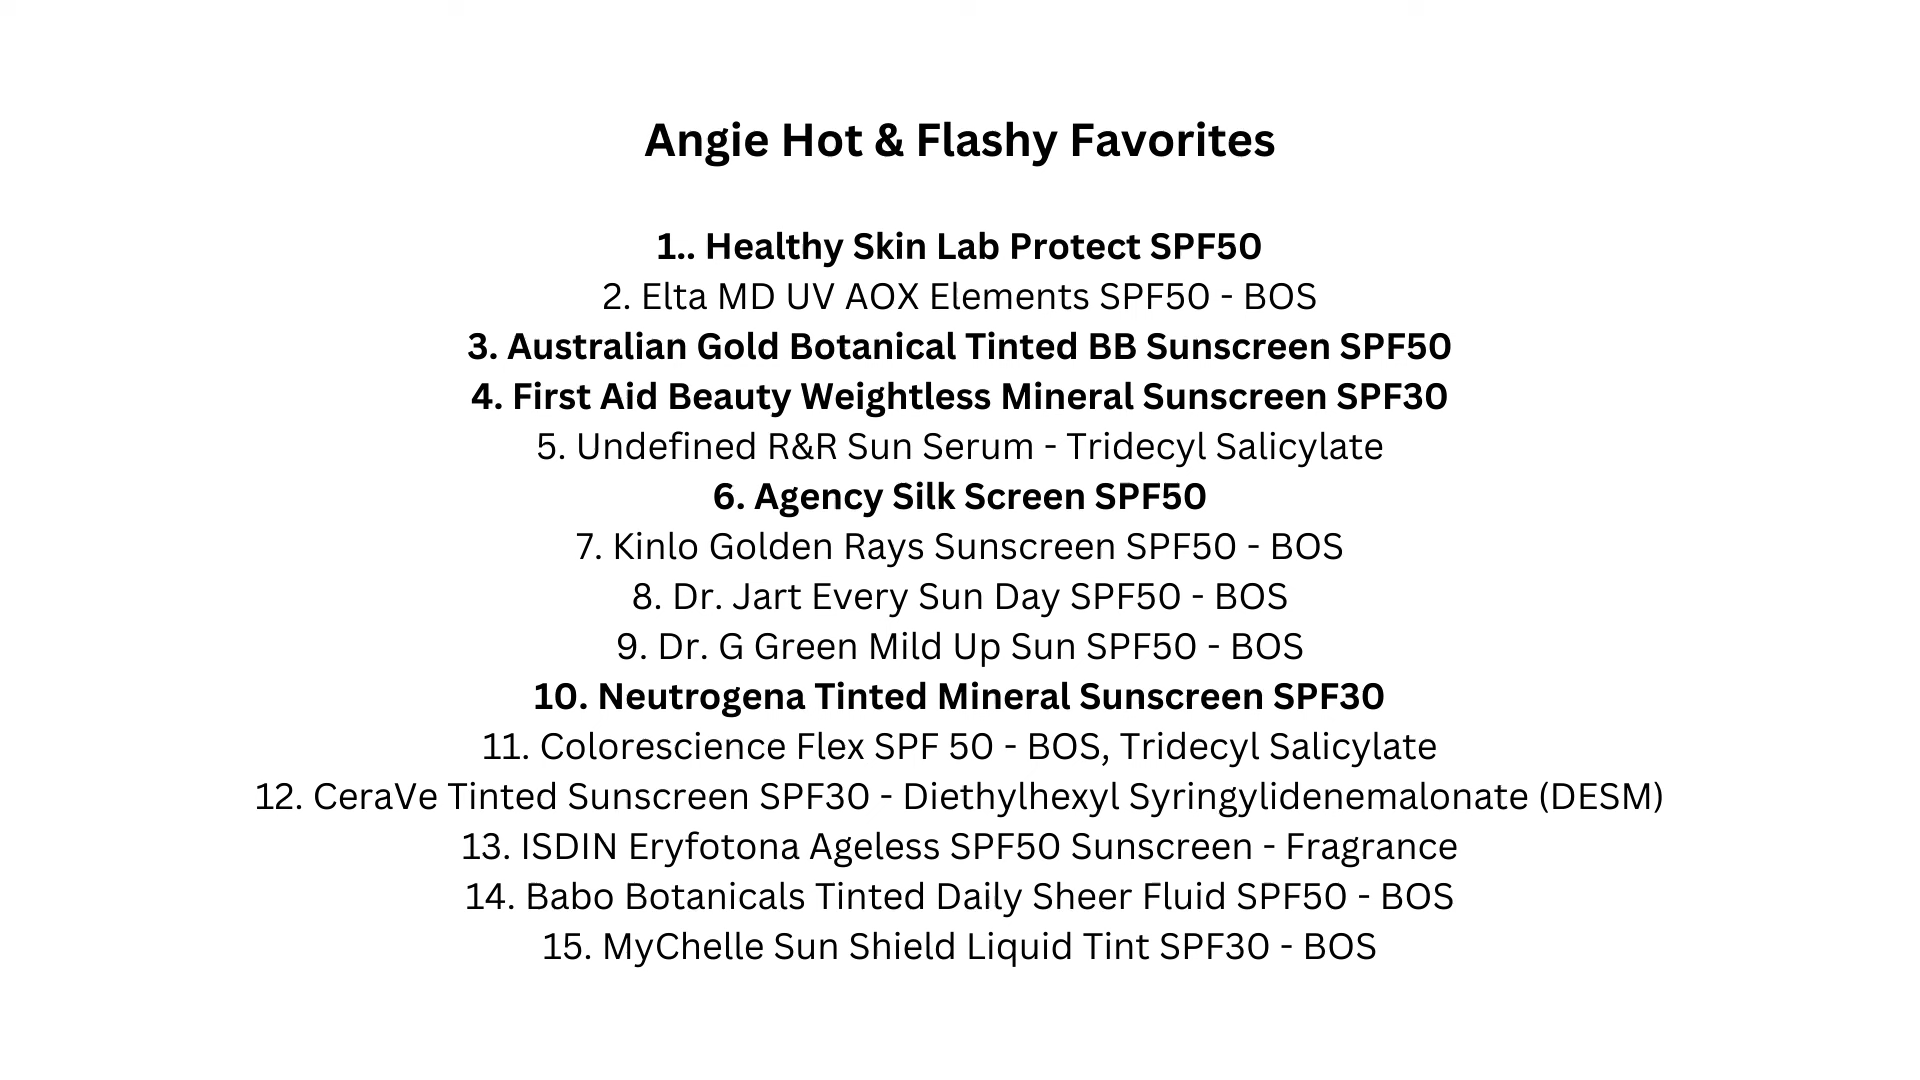 Angie Hot & Flashy Favorites
1.. Healthy Skin Lab Protect SPF50
2. Elta MD UV AOX Elements SPF50 - BOS
3. Australian Gold Botanical Tinted BB Sunscreen SPF50
4. First Aid Beauty Weightless Mineral Sunscreen SPF30
5. Undefined R&R Sun Serum - Tridecyl Salicylate
6. Agency Silk Screen SPF50
7. Kinlo Golden Rays Sunscreen SPF50 - BOS
8. Dr. Jart Every Sun Day SPF50 - BOS
9. Dr. G Green Mild Up Sun SPF50 - BOS
10. Neutrogena Tinted Mineral Sunscreen SPF30
11. Colorescience Flex SPF 50 - BOS, Tridecyl Salicylate
12. CeraVe Tinted Sunscreen SPF30 - Diethylhexyl Syringylidenemalonate (DESM)
13. ISDIN Eryfotona Ageless SPF50 Sunscreen - Fragrance
14. Babo Botanicals Tinted Daily Sheer Fluid SPF50 - BOS
15. MyChelle Sun Shield Liquid Tint SPF30 - BOS